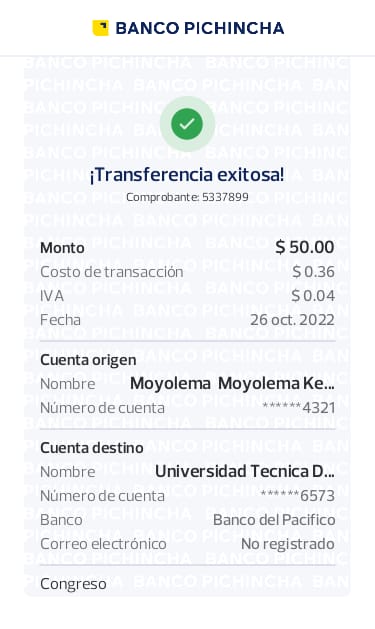 BANCO PICHINCHA
¡Transferencia exitosa!
Comprobante: 5337899
Monto $ 50.00
Costo de transacción $ 0.36
IVA $ 0.04
Fecha 26 oct. 2022
Cuenta origen
Nombre Moyolema Moyolema Ke...
Número de cuenta ******4321
Cuenta destino
Nombre Universidad Tecnica D...
Número de cuenta ******6573
Banco Banco del Pacifico
Correo electrónico No registrado
Congreso